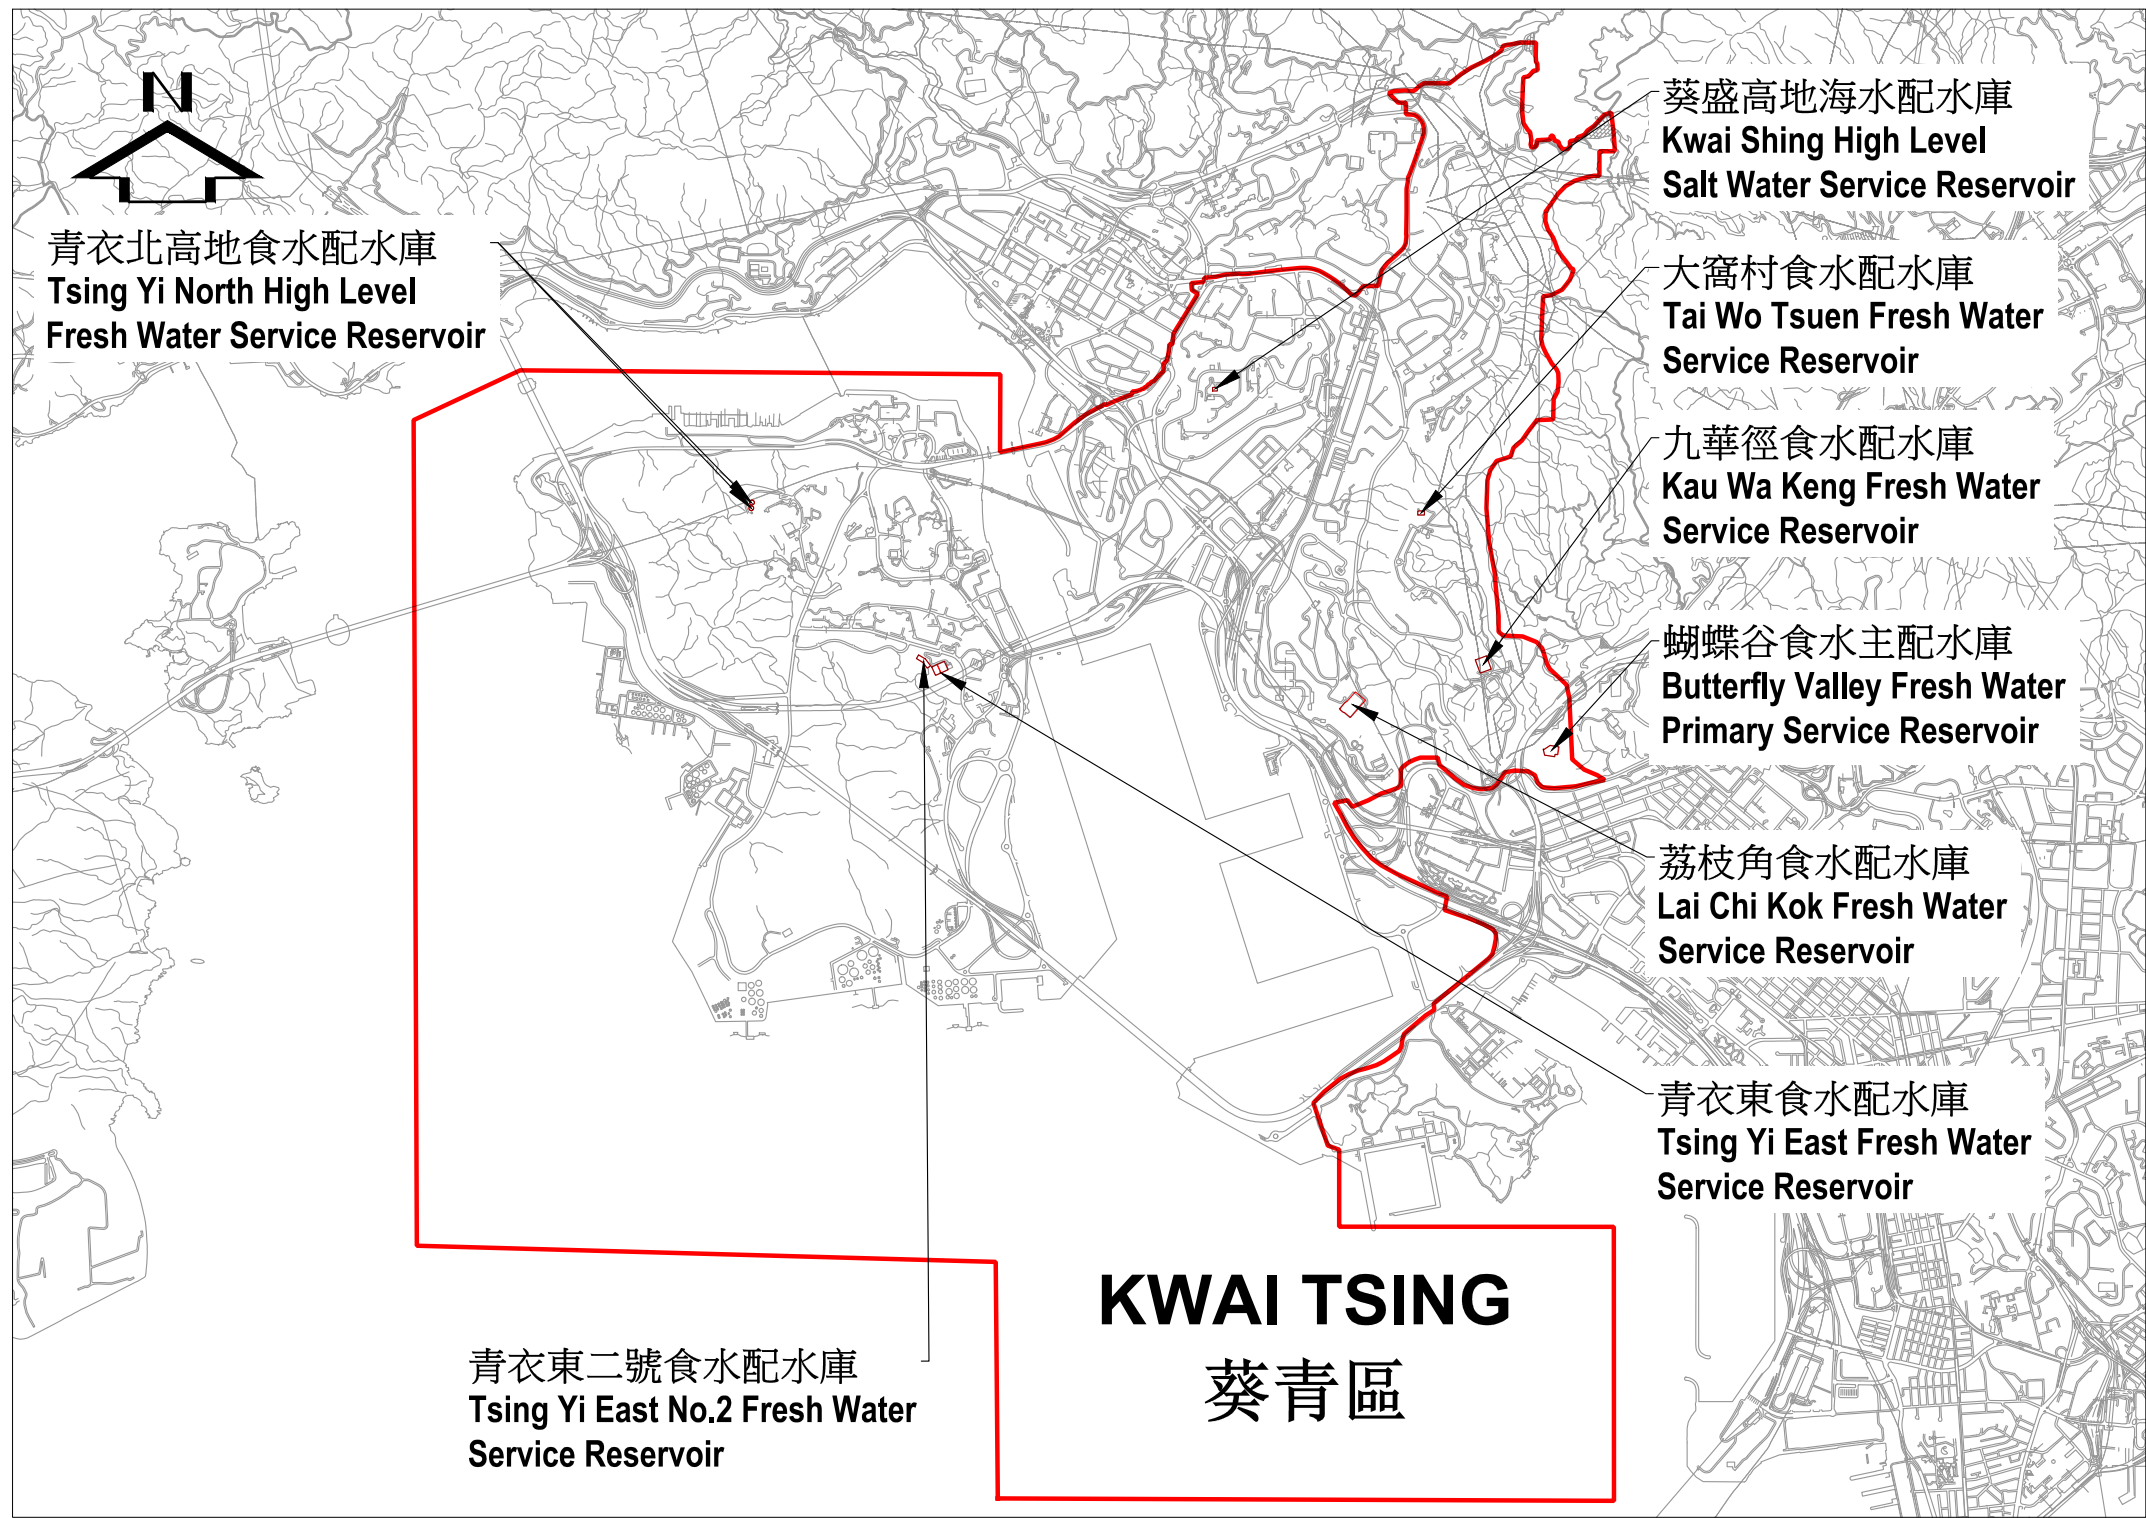 N
青衣北高地食水配水庫
Tsing Yi North High Level
Fresh Water Service Reservoir
葵盛高地海水配水庫
Kwai Shing High Level
Salt Water Service Reservoir
大窩村食水配水庫
Tai Wo Tsuen Fresh Water
Service Reservoir
九華徑食水配水庫
Kau Wa Keng Fresh Water
Service Reservoir
蝴蝶谷食水主配水庫
Butterfly Valley Fresh Water
Primary Service Reservoir
荔枝角食水配水庫
Lai Chi Kok Fresh Water
Service Reservoir
青衣東食水配水庫
Tsing Yi East Fresh Water
Service Reservoir
青衣東二號食水配水庫
Tsing Yi East No.2 Fresh Water
Service Reservoir
KWAI TSING
葵青區